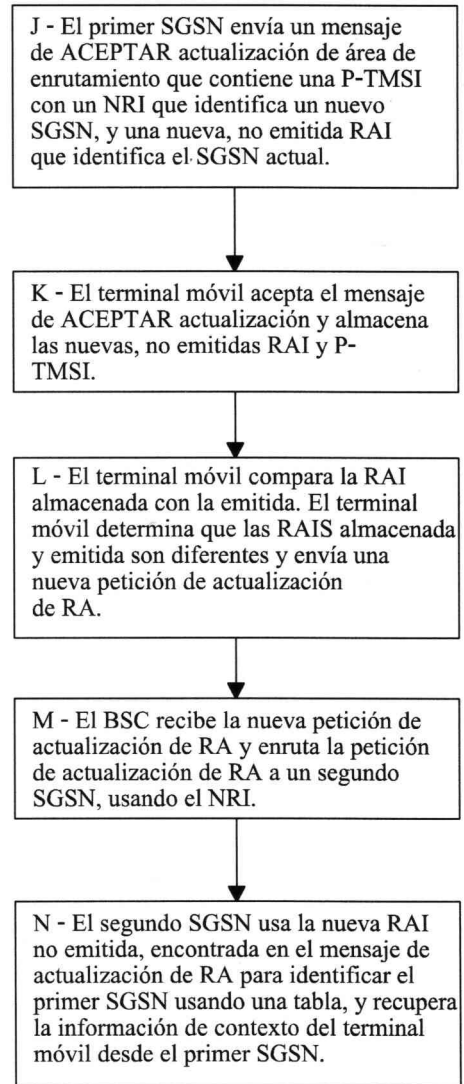 J - El primer SGSN envía un mensaje
de ACEPTAR actualización de área de
enrutamiento que contiene una P-TMSI
con un NRI que identifica un nuevo
SGSN, y una nueva, no emitida RAI
que identifica el SGSN actual.
K - El terminal móvil acepta el mensaje
de ACEPTAR actualización y almacena
las nuevas, no emitidas RAI y P-
TMSI.
L - El terminal móvil compara la RAI
almacenada con la emitida. El terminal
móvil determina que las RAIS almacenada
y emitida son diferentes y envía una
nueva petición de actualización
de RA.
M - El BSC recibe la nueva petición de
actualización de RA y enruta la petición
de actualización de RA a un segundo
SGSN, usando el NRI.
N - El segundo SGSN usa la nueva RAI
no emitida, encontrada en el mensaje de
actualización de RA para identificar el
primer SGSN usando una tabla, y recupera
la información de contexto del terminal
móvil desde el primer SGSN.